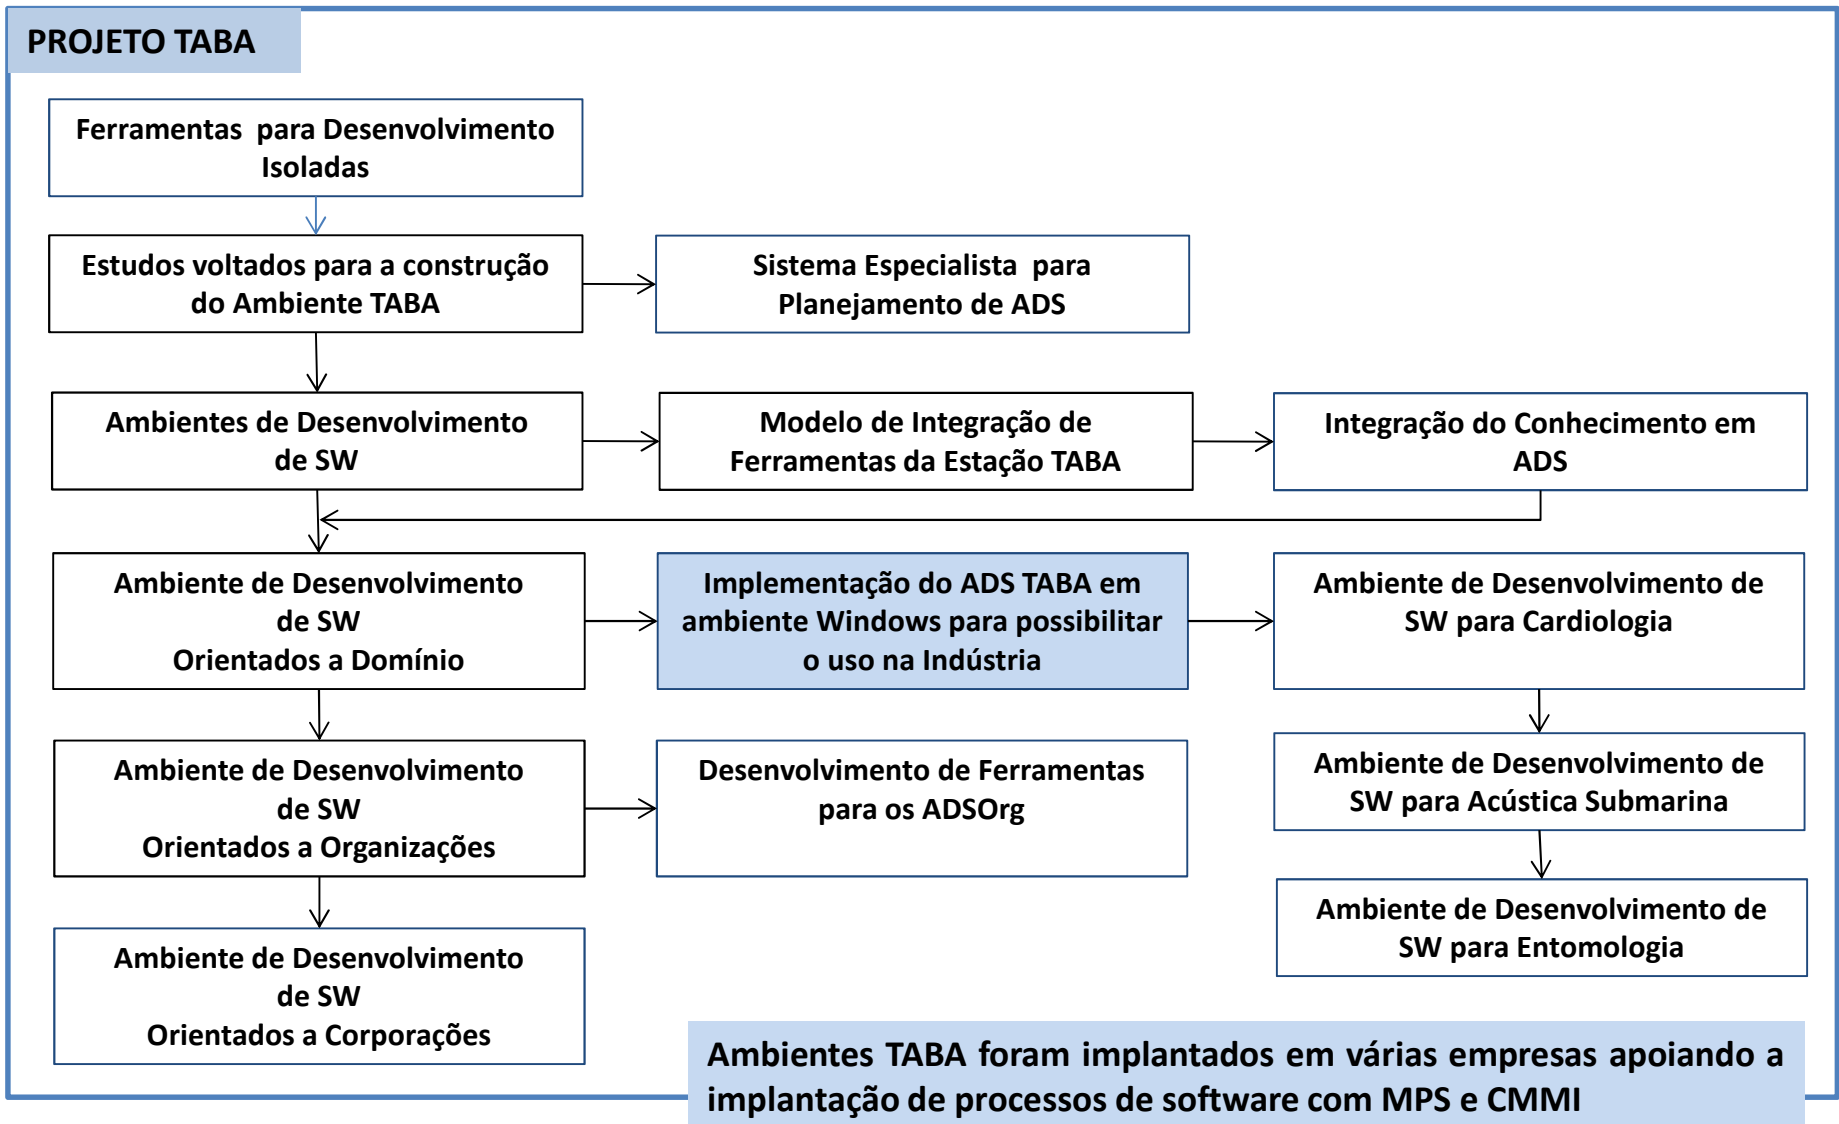 PROJETO TABA
Ferramentas para Desenvolvimento
Isoladas
Estudos voltados para a construção
do Ambiente TABA
Sistema Especialista para
Planejamento de ADS
Ambientes de Desenvolvimento
de SW
Modelo de Integração de
Ferramentas da Estação TABA
Integração do Conhecimento em
ADS
Ambiente de Desenvolvimento
de SW
Orientados a Domínio
Implementação do ADS TABA em
ambiente Windows para possibilitar
o uso na Indústria
Ambiente de Desenvolvimento de
SW para Cardiologia
Ambiente de Desenvolvimento
de SW
Orientados a Organizações
Desenvolvimento de Ferramentas
para os ADSOrg
Ambiente de Desenvolvimento de
SW para Acústica Submarina
Ambiente de Desenvolvimento de
SW para Entomologia
Ambiente de Desenvolvimento
de SW
Orientados a Corporações
Ambientes TABA foram implantados em várias empresas apoiando a
implantação de processos de software com MPS e CMMI